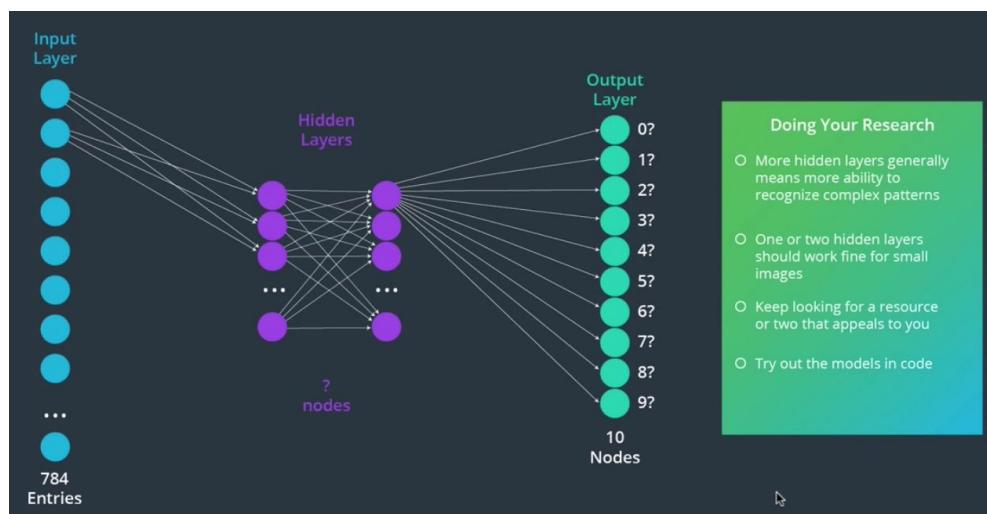 Input
Layer
Hidden
Layers
Output
Layer
0?
1?
2?
3?
4?
5?
6?
7?
8?
9?
...
...
...
?
nodes
784
Entries
10
Nodes
Doing Your Research
More hidden layers generally
means more ability to
recognize complex patterns
One or two hidden layers
should work fine for small
images
Keep looking for a resource
or two that appeals to you
Try out the models in code